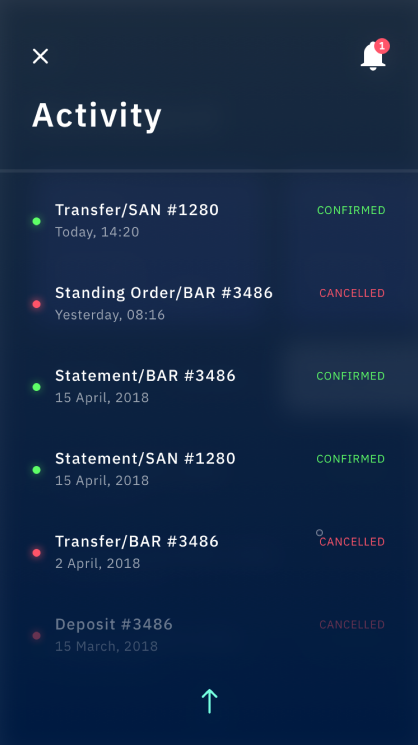 1
Activity
Transfer/SAN #1280
CONFIRMED
Today, 14:20
Standing Order/BAR #3486
CANCELLED
Yesterday, 08:16
Statement/BAR #3486
CONFIRMED
15 April, 2018
Statement/SAN #1280
CONFIRMED
15 April, 2018
Transfer/BAR #3486
CANCELLED
2 April, 2018
Deposit #3486
CANCELLED
15 March, 2018